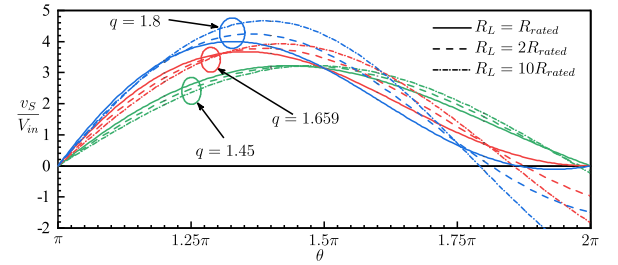 5
4
3
2
1
0
-1
-2
v_S
V_in
q = 1.8
q = 1.659
q = 1.45
R_L = R_rated
R_L = 2R_rated
R_L = 10R_rated
π 1.25π 1.5π 1.75π 2π
θ